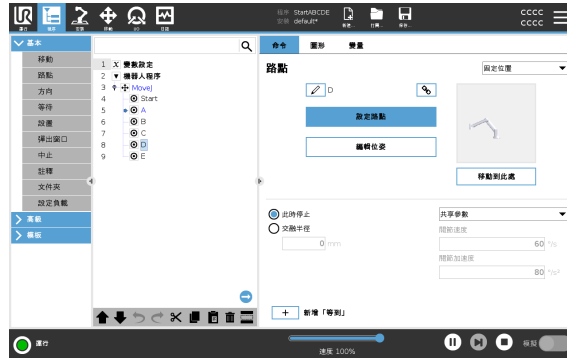 UR
運行
程序
安裝
移動
I/O
日誌
程序 StartABCDE
安裝 default*
新建...
打開...
保存...
CCCC
CCCC
基本
移動
路點
方向
等待
設置
彈出窗口
中止
註釋
文件夾
設定負載
高級
模板
1 X 變數設定
2 ▼ 機器人程序
3 MoveJ
4 Start
5 A
6 B
7 C
8 D
9 E
命令 圖形 變量
路點
固定位置
D
設定路點
編輯位姿
移動到此處
此時停止
交融半徑
0 mm
共享參數
關節速度
60 °/s
關節加速度
80 °/s²
+ 新增「等到」
運行
速度 100%
模擬